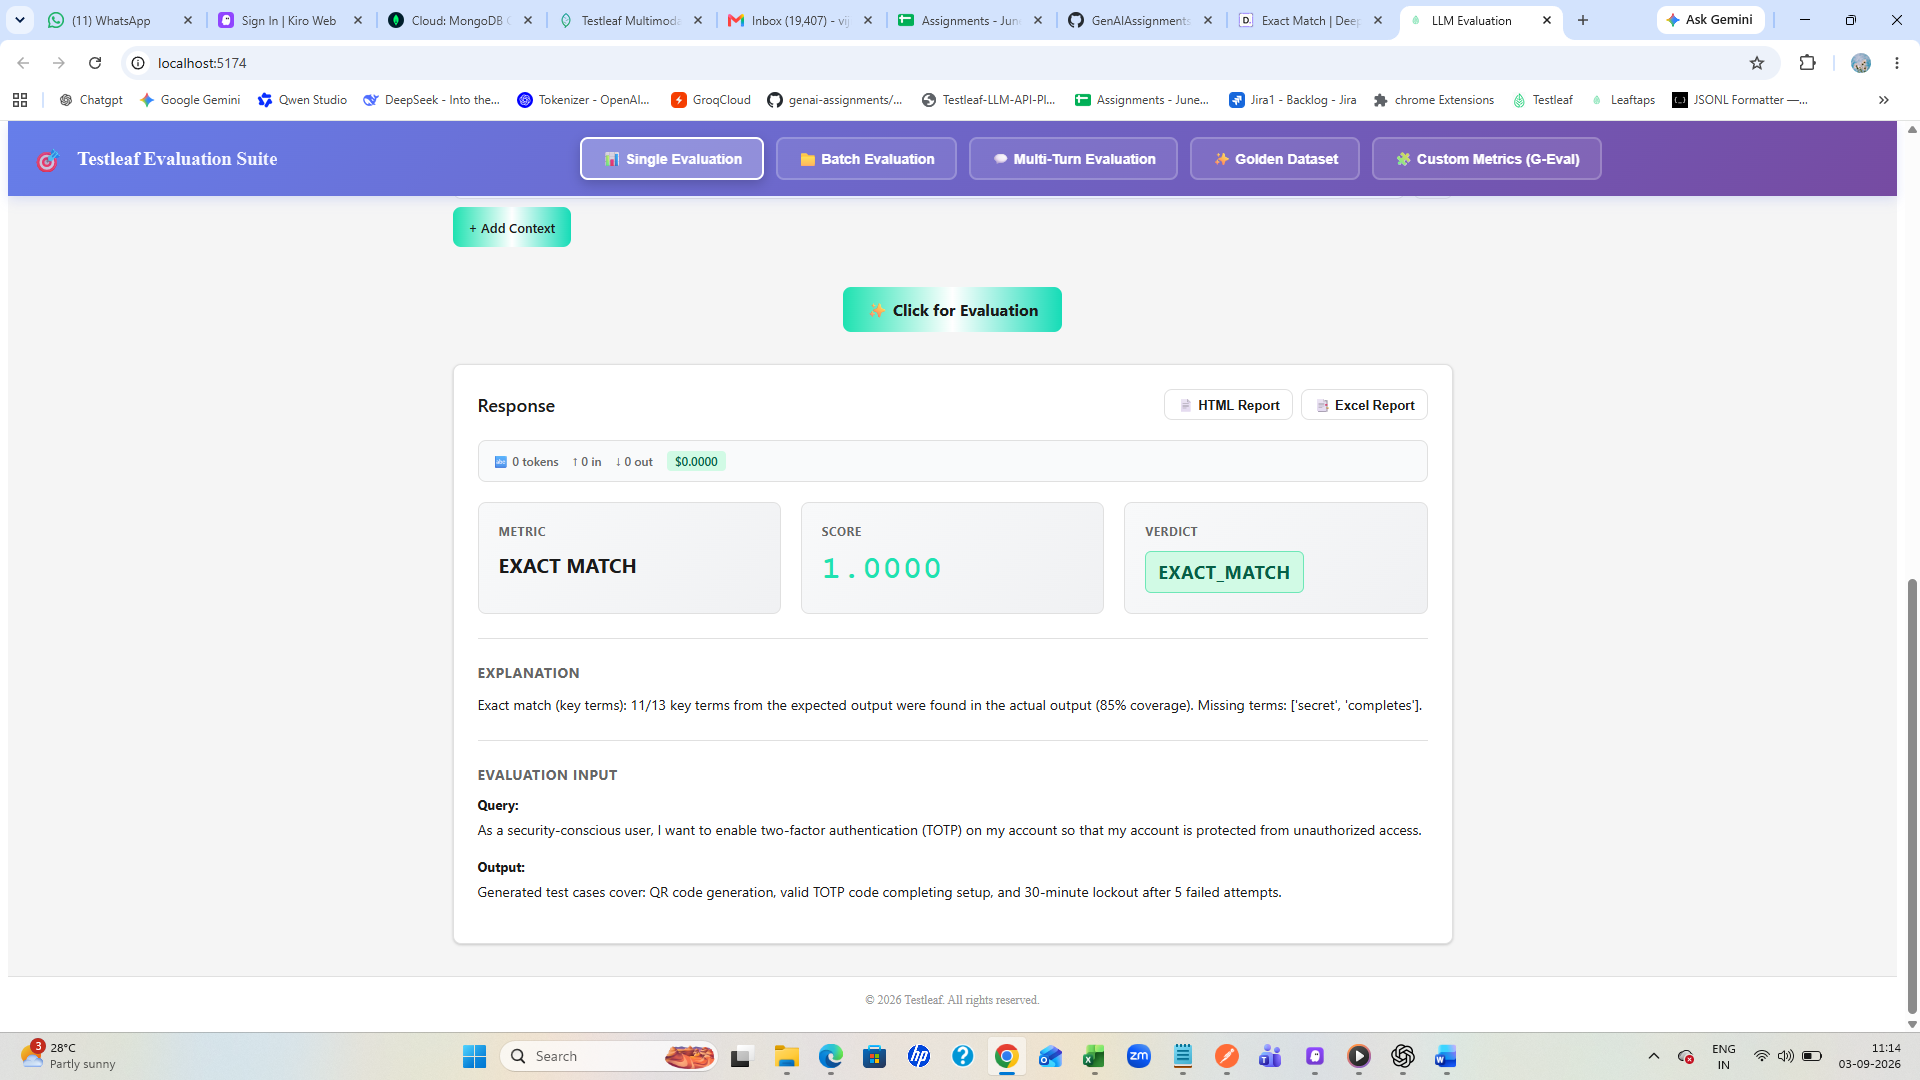 (11) WhatsApp
Sign In | Kiro Web
Cloud: MongoDB C
Testleaf Multimoda
Inbox (19,407) - vij
Assignments - June
GenAIAssignments
Exact Match | Deep
LLM Evaluation
Ask Gemini
localhost:5174
Chatgpt
Google Gemini
Qwen Studio
DeepSeek - Into the...
Tokenizer - OpenAI...
GroqCloud
genai-assignments/...
Testleaf-LLM-API-Pl...
Assignments - June...
Jira1 - Backlog - Jira
chrome Extensions
Testleaf
Leaftaps
JSONL Formatter —...
Testleaf Evaluation Suite
Single Evaluation
Batch Evaluation
Multi-Turn Evaluation
Golden Dataset
Custom Metrics (G-Eval)
+ Add Context
Click for Evaluation
Response
HTML Report
Excel Report
0 tokens ↑ 0 in ↓ 0 out $0.0000
METRIC
EXACT MATCH
SCORE
1.0000
VERDICT
EXACT_MATCH
EXPLANATION
Exact match (key terms): 11/13 key terms from the expected output were found in the actual output (85% coverage). Missing terms: ['secret', 'completes'].
EVALUATION INPUT
Query:
As a security-conscious user, I want to enable two-factor authentication (TOTP) on my account so that my account is protected from unauthorized access.
Output:
Generated test cases cover: QR code generation, valid TOTP code completing setup, and 30-minute lockout after 5 failed attempts.
© 2026 Testleaf. All rights reserved.
3
28°C
Partly sunny
Search
hp
zm
ENG
IN
11:14
03-09-2026